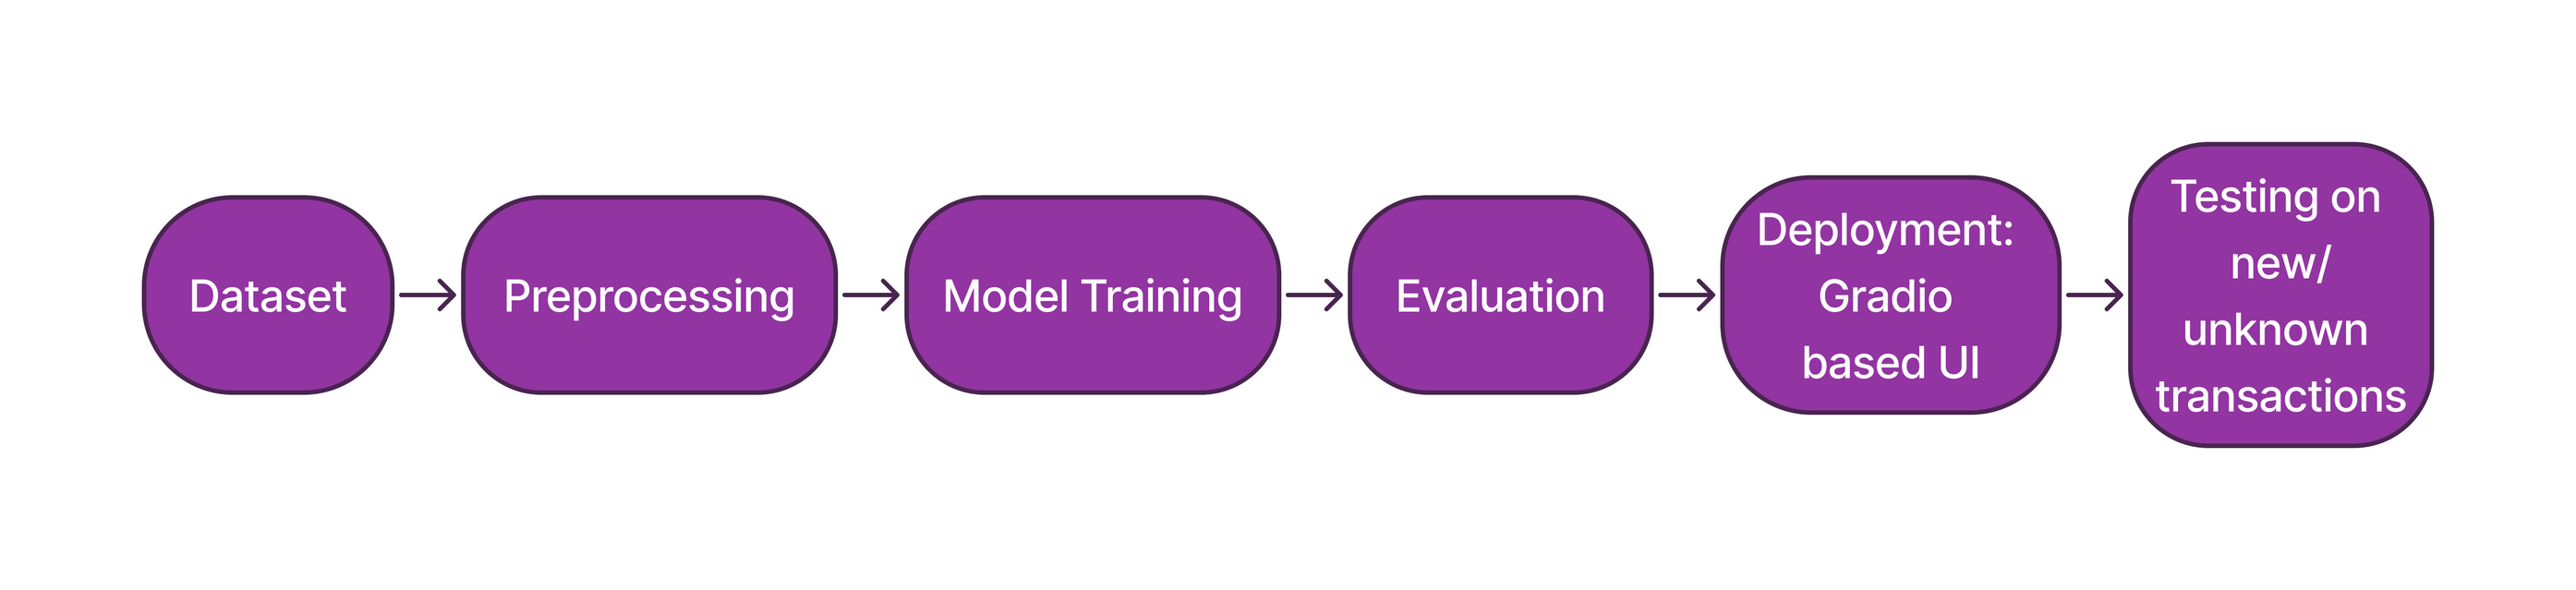 Dataset
Preprocessing
Model Training
Evaluation
Deployment:
Gradio
based UI
Testing on
new/
unknown
transactions